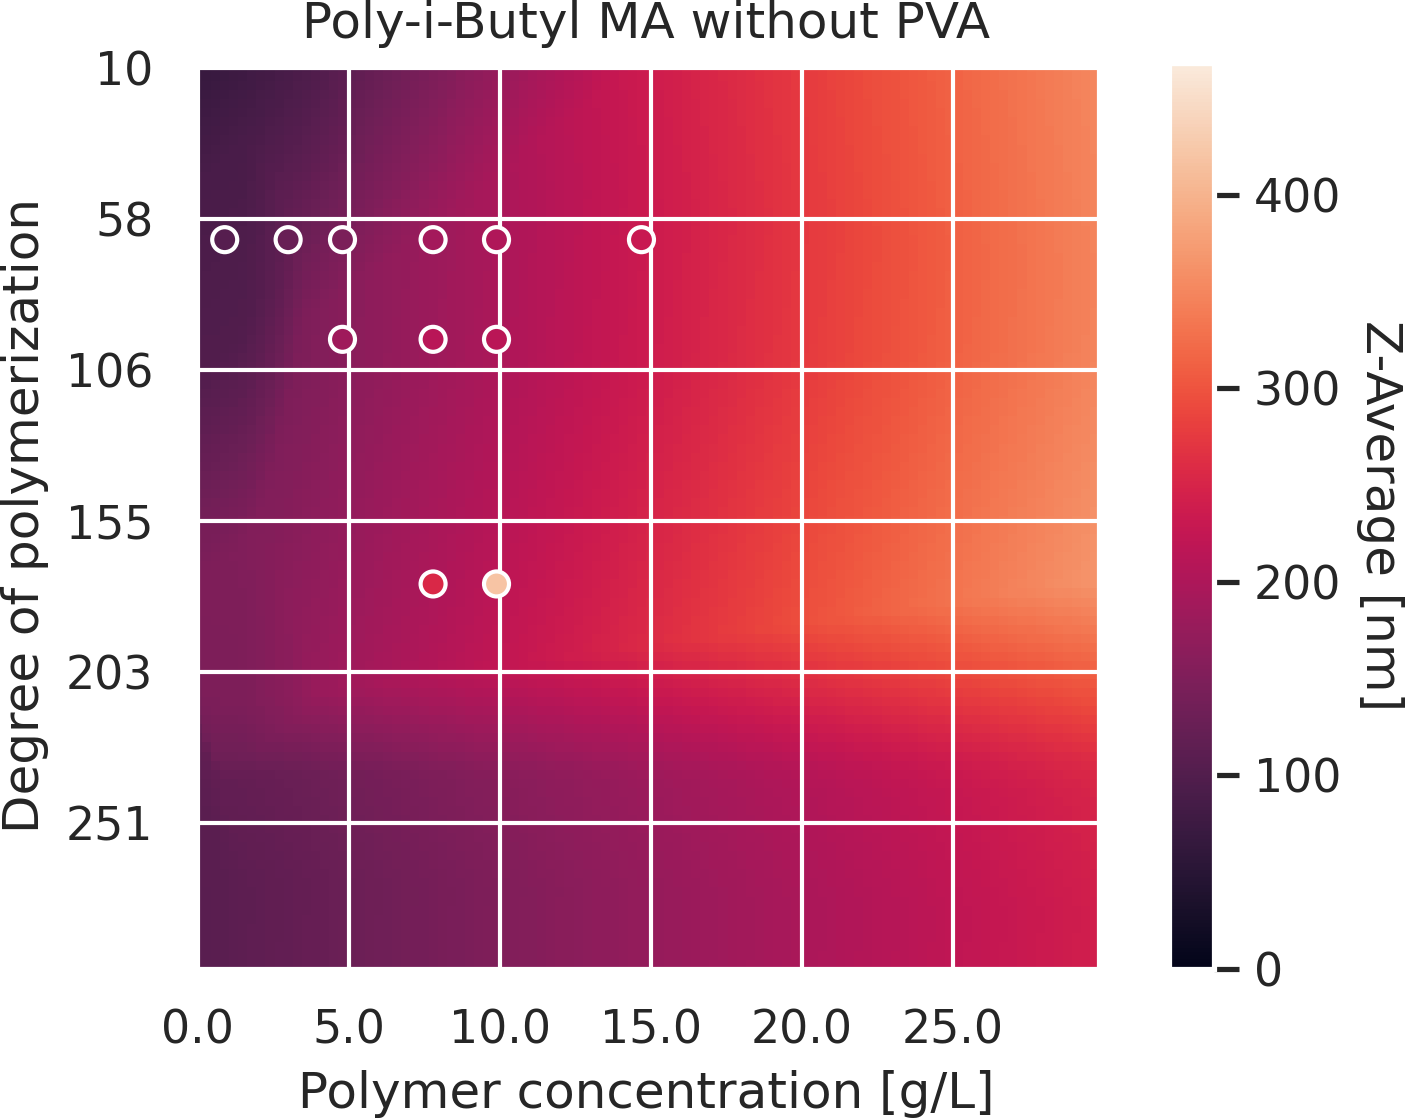 Poly-i-Butyl MA without PVA
10
58
106
155
203
251
Degree of polymerization
0.0 5.0 10.0 15.0 20.0 25.0
Polymer concentration [g/L]
400
300
200
100
0
Z-Average [nm]